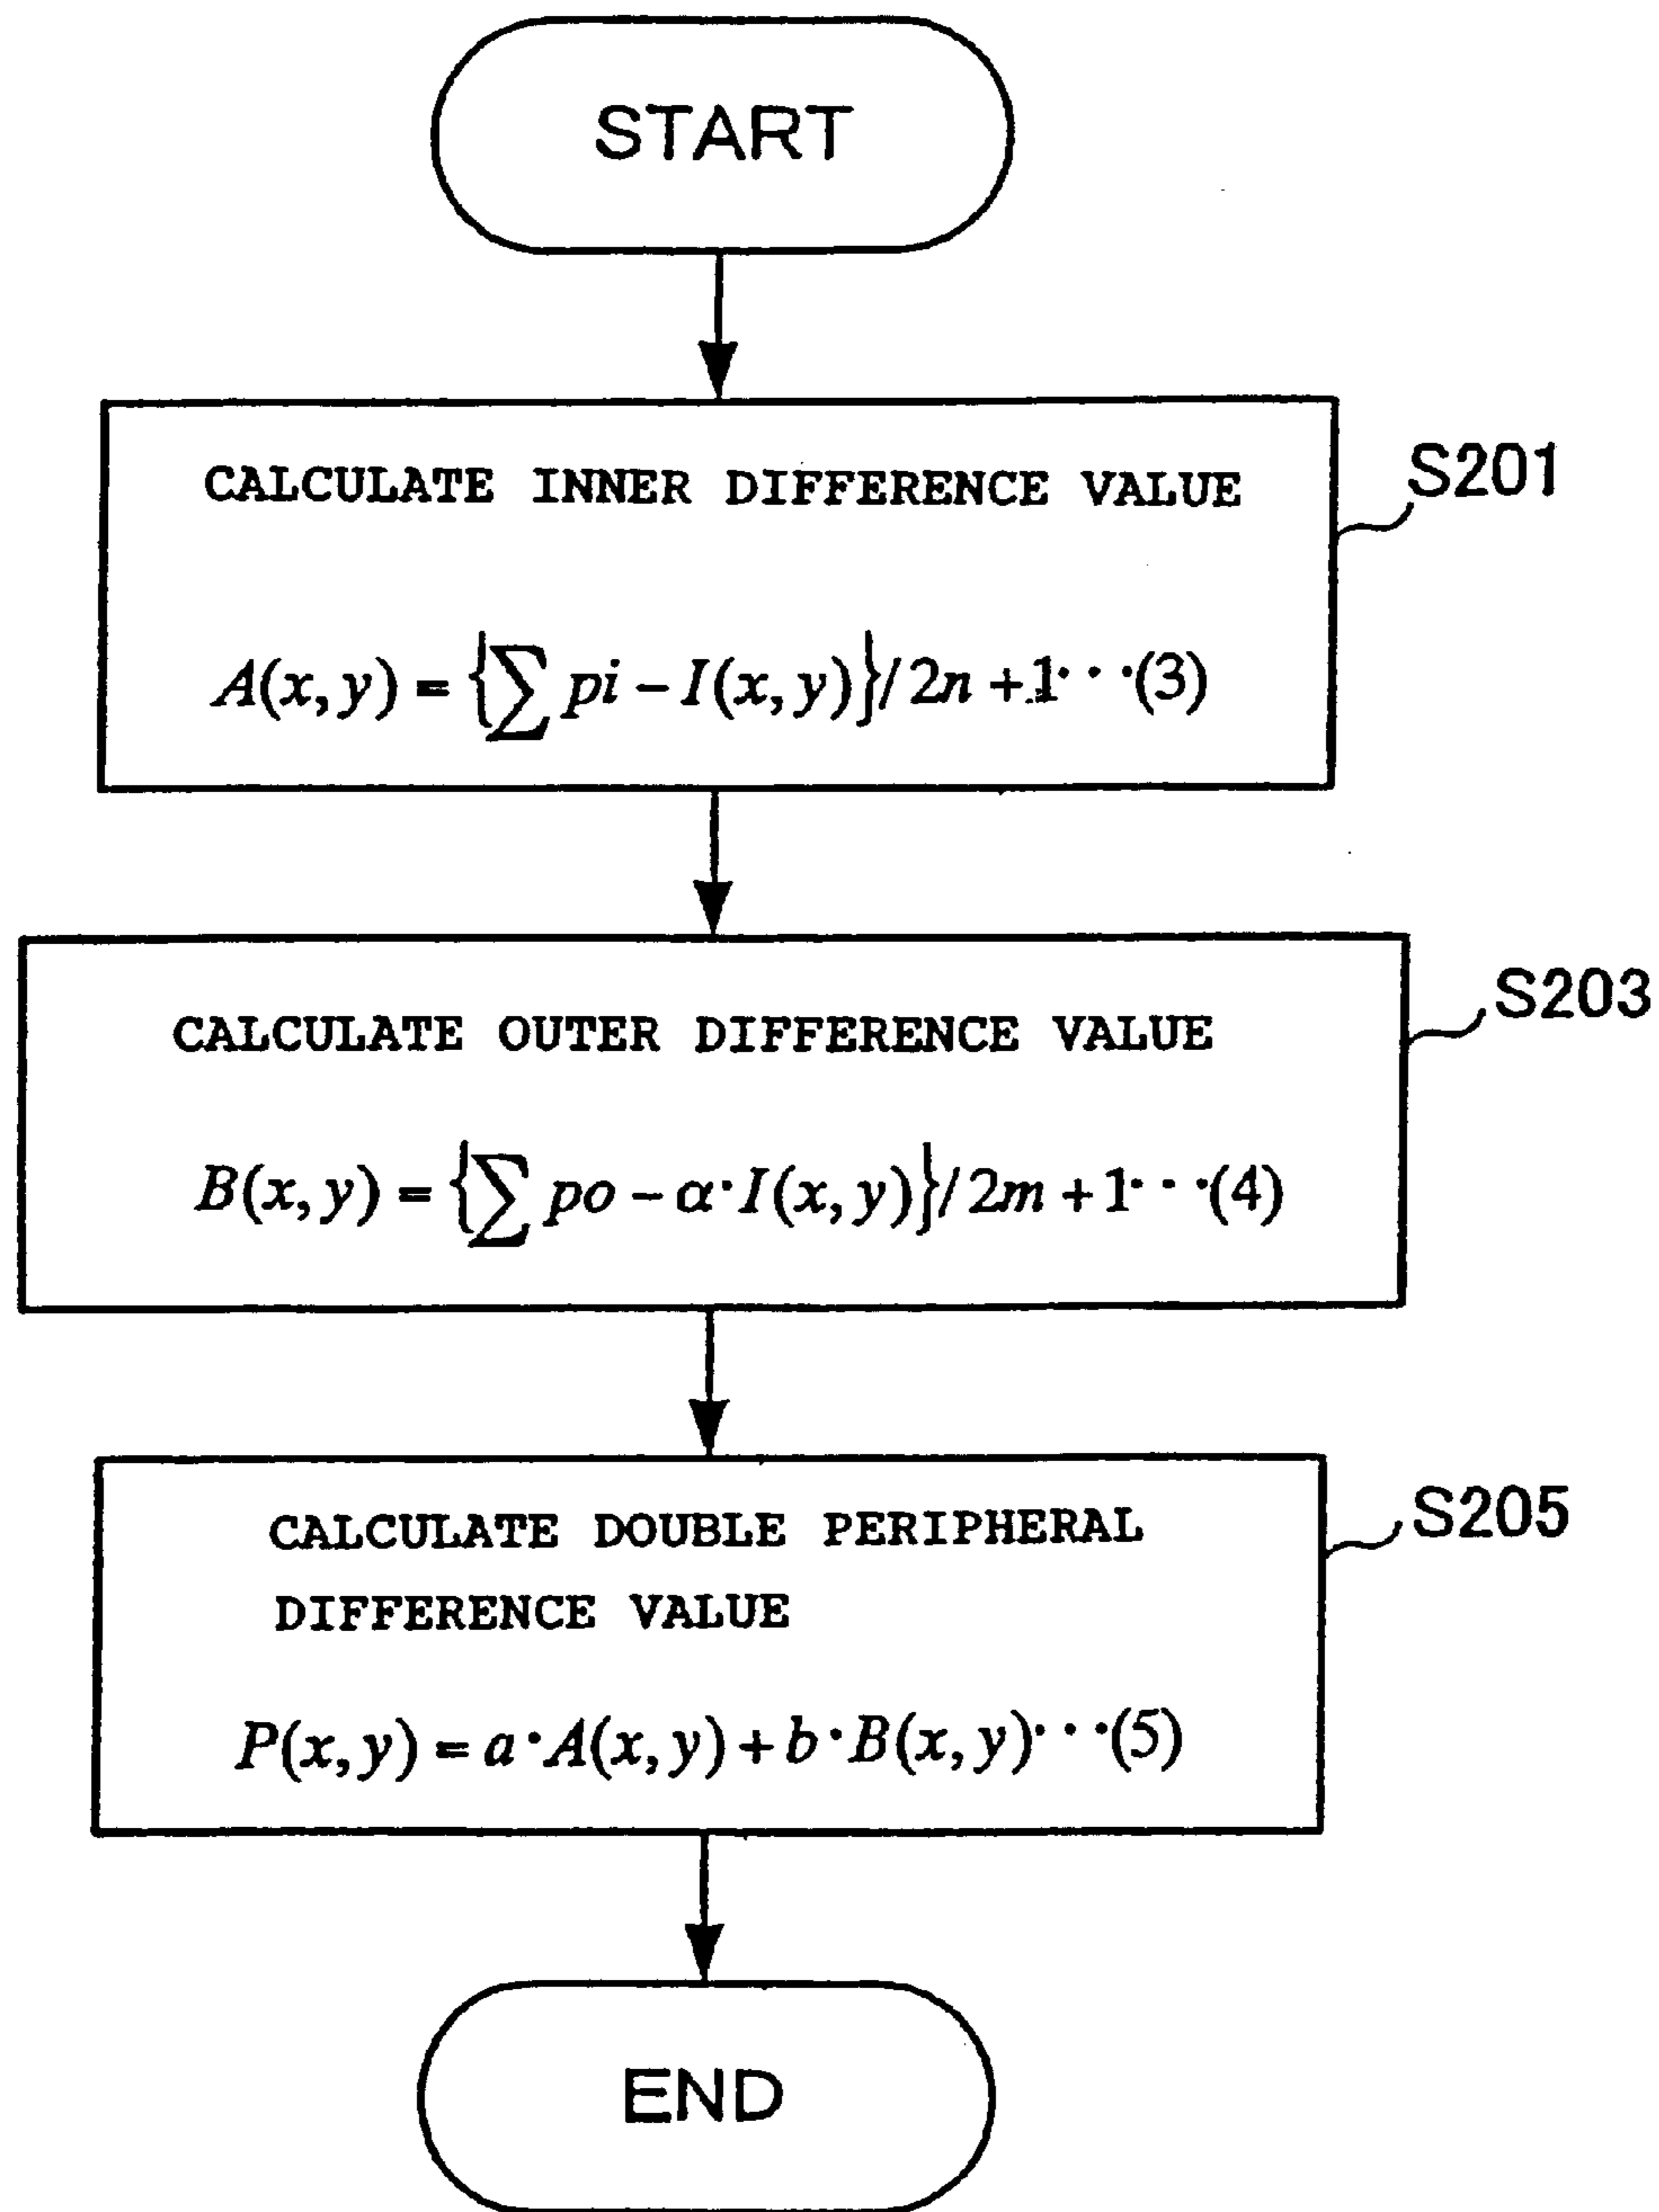 START
CALCULATE INNER DIFFERENCE VALUE
S201
A(x, y) = {∑ pi − I(x, y)}/ 2n + 1 · · · (3)
CALCULATE OUTER DIFFERENCE VALUE
S203
B(x, y) = {∑ po − α · I(x, y)}/ 2m + 1 · · · (4)
CALCULATE DOUBLE PERIPHERAL
DIFFERENCE VALUE
S205
P(x, y) = a · A(x, y) + b · B(x, y) · · · (5)
END